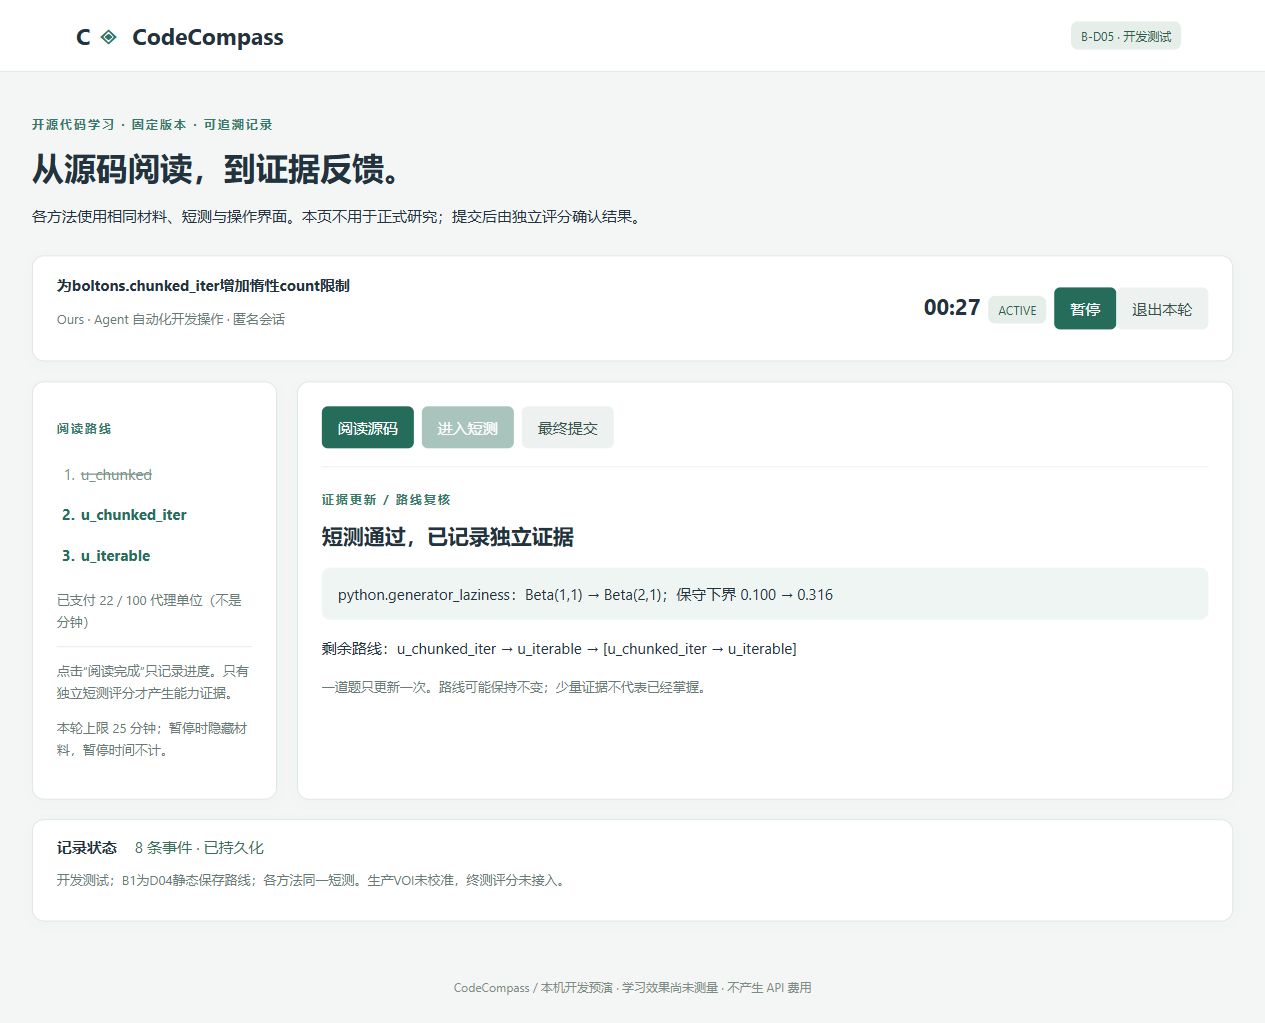 C CodeCompass
B-D05 · 开发测试
开源代码学习 · 固定版本 · 可追溯记录
从源码阅读，到证据反馈。
各方法使用相同材料、短测与操作界面。本页不用于正式研究；提交后由独立评分确认结果。
为boltons.chunked_iter增加惰性count限制
Ours · Agent 自动化开发操作 · 匿名会话
00:27 ACTIVE 暂停 退出本轮
阅读路线
1. u_chunked
2. u_chunked_iter
3. u_iterable
已支付 22 / 100 代理单位（不是
分钟）
点击“阅读完成”只记录进度。只有
独立短测评分才产生能力证据。
本轮上限 25 分钟；暂停时隐藏材
料，暂停时间不计。
阅读源码 进入短测 最终提交
证据更新 / 路线复核
短测通过，已记录独立证据
python.generator_laziness：Beta(1,1) → Beta(2,1)；保守下界 0.100 → 0.316
剩余路线：u_chunked_iter → u_iterable → [u_chunked_iter → u_iterable]
一道题只更新一次。路线可能保持不变；少量证据不代表已经掌握。
记录状态 8 条事件 · 已持久化
开发测试；B1为D04静态保存路线；各方法同一短测。生产VOI未校准，终测评分未接入。
CodeCompass / 本机开发预演 · 学习效果尚未测量 · 不产生 API 费用